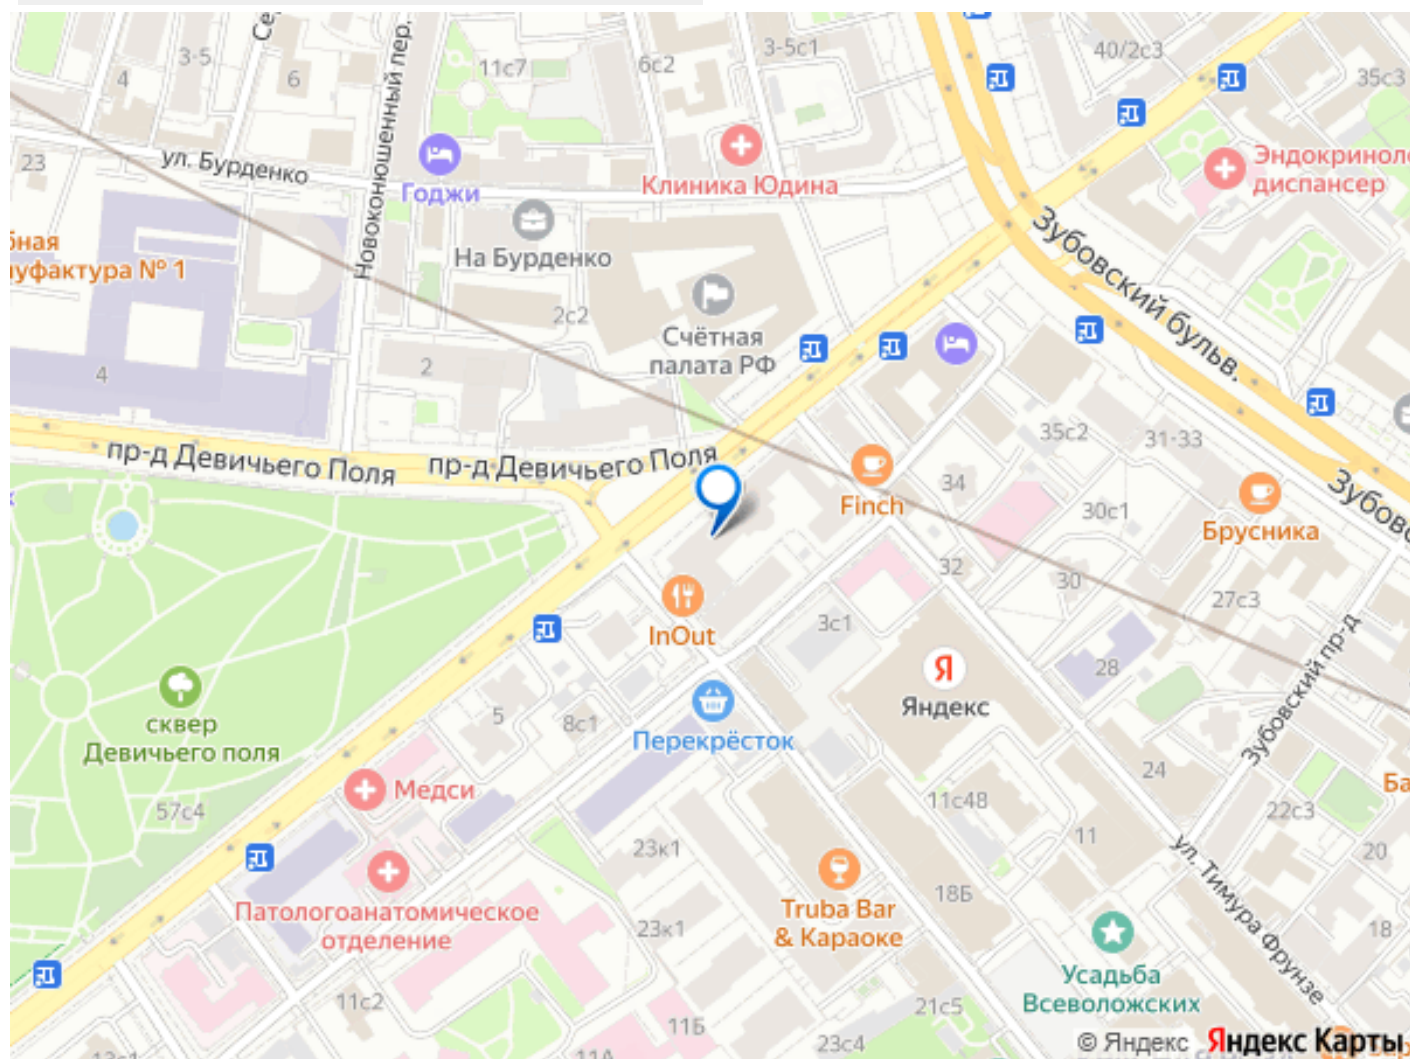 3-5с1
40/2с3
3-5
6с2
11с7
35с3
4
6
Новоконюшенный пер.
23
ул. Бурденко
Годжи
Клиника Юдина
диспансер
Зубовский бульв.
На Бурденко
уфактура № 1
2с2
Счётная
палата РФ
2
4
пр-д Девичьего Поля
пр-д Девичьего Поля
35с2
31-33
34
Finch
30с1
Брусника
32
30
27с3
InOut
3с1
28
Яндекс
Зубовский пр-д
сквер
Девичьего поля
5
8с1
Перекрёсток
24
57с4
Медси
11с48
11
22с3
20
23к1
ул. Тимура Фрунзе
18Б
Truba Bar
& Караоке
Патологоанатомическое
отделение
23к1
18
Усадьба
Всеволожских
11с2
21с5
11Б
23с4
11А
13с1
© Яндекс Яндекс Карты